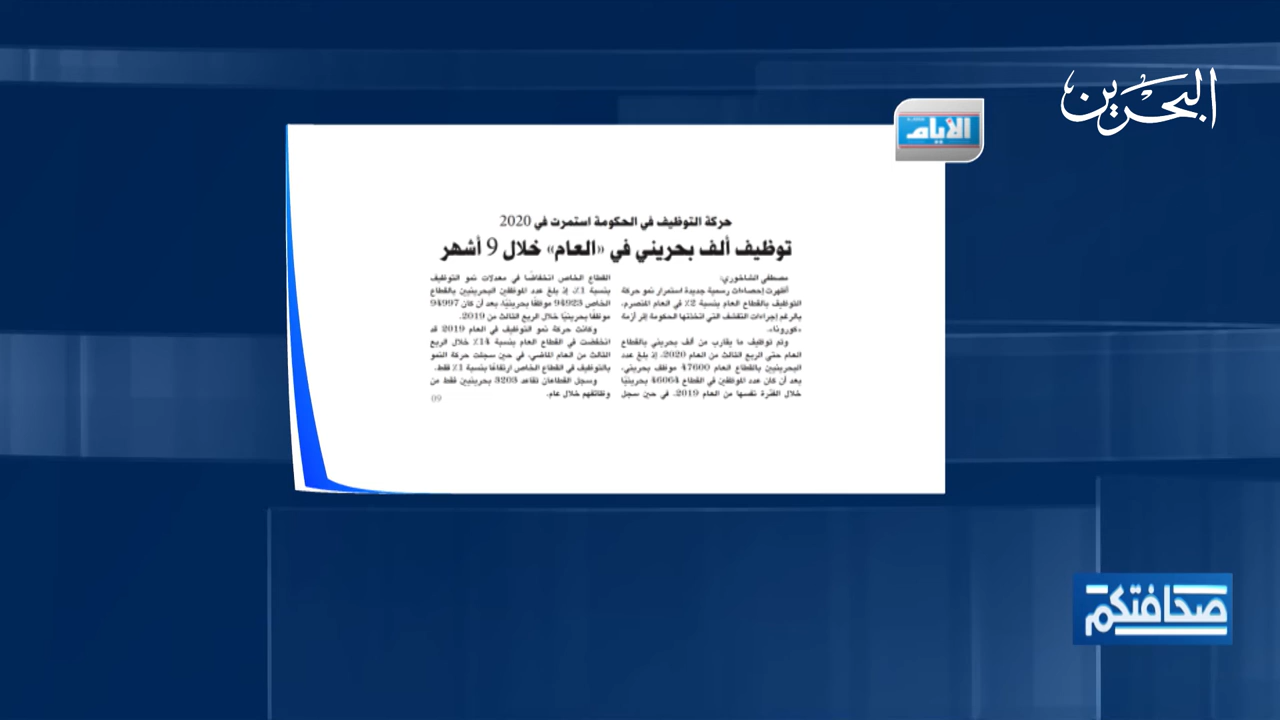 البحرين
الأيام
حركة التوظيف في الحكومة استمرت في 2020
توظيف ألف بحريني في «العام» خلال 9 أشهر
مصطفى الشاخوري:
أظهرت إحصاءات رسمية جديدة استمرار نمو حركة
التوظيف بالقطاع العام بنسبة 2٪ في العام المنصرم،
بالرغم إجراءات التقشف التي اتخذتها الحكومة إثر أزمة
«كورونا».
وتم توظيف ما يقارب من ألف بحريني بالقطاع
العام حتى الربع الثالث من العام 2020، إذ بلغ عدد
البحرينيين بالقطاع العام 47600 موظف بحريني،
بعد أن كان عدد الموظفين في القطاع 46064 بحرينيًا
خلال الفترة نفسها من العام 2019، في حين سجل
القطاع الخاص انخفاضًا في معدلات نمو التوظيف
بنسبة 1٪، إذ بلغ عدد الموظفين البحرينيين بالقطاع
الخاص 94923 موظفًا بحرينيًا، بعد أن كان 94997
موظفًا بحرينيًا خلال الربع الثالث من 2019.
وكانت حركة نمو التوظيف في العام 2019 قد
انخفضت في القطاع العام بنسبة 14٪ خلال الربع
الثالث من العام الماضي، في حين سجلت حركة النمو
بالتوظيف في القطاع الخاص ارتفاعًا بنسبة 1٪ فقط.
وسجل القطاعان تقاعد 3203 بحرينيين فقط من
وظائفهم خلال عام.
09
صحافتكم